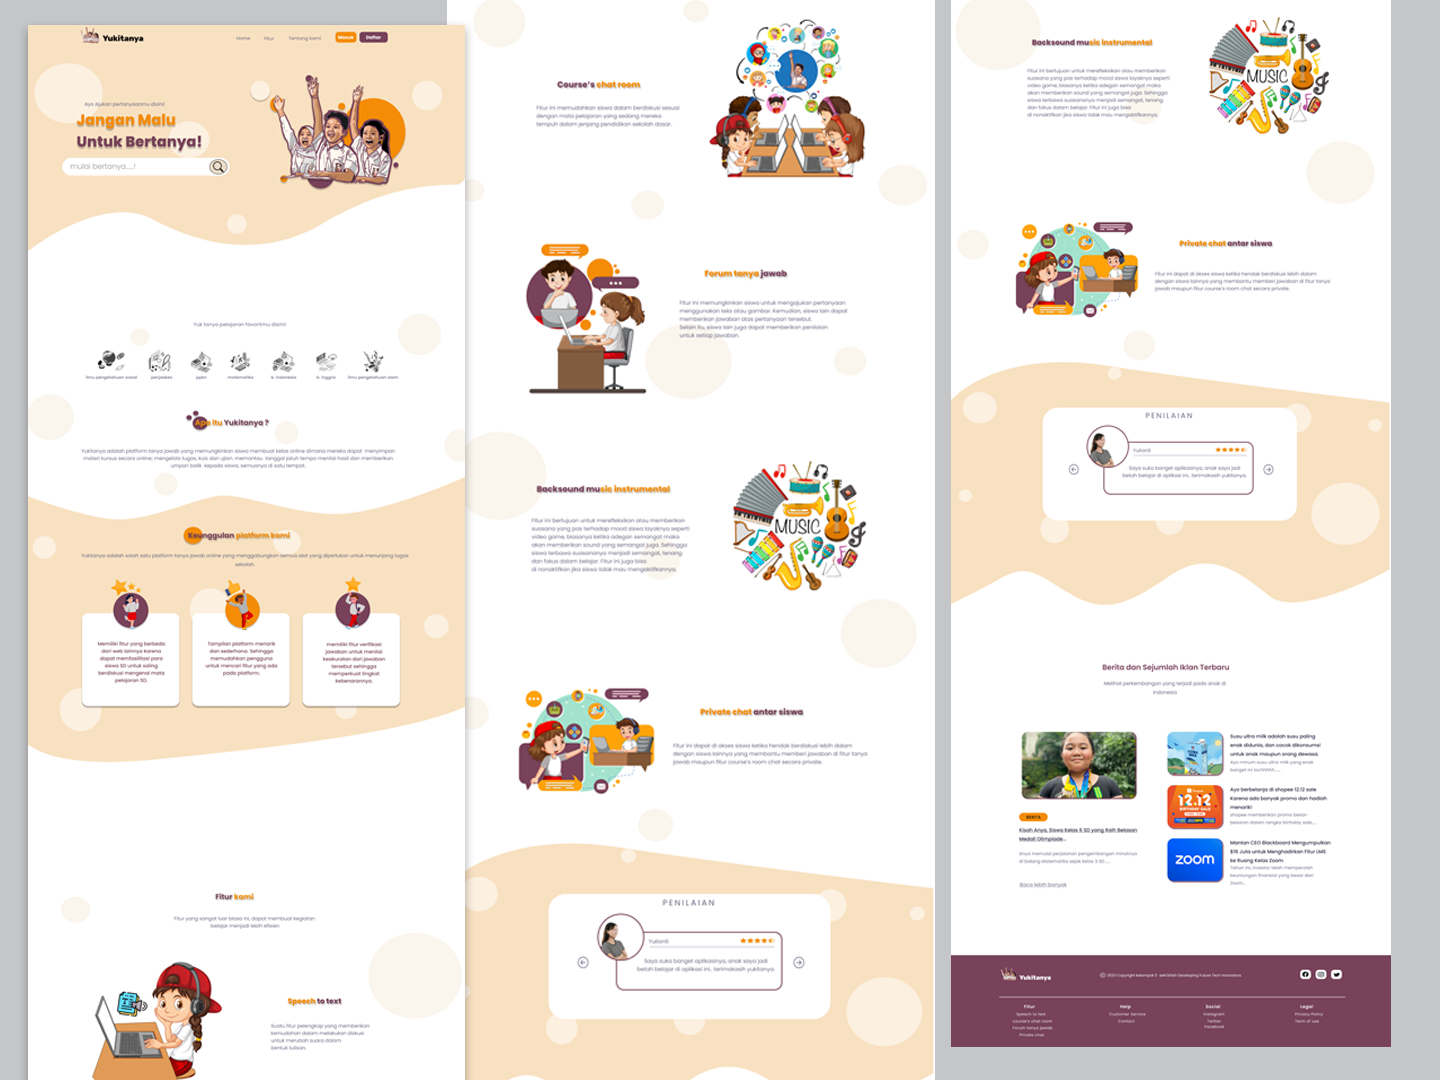 Yukitanya
Home
Fitur
Tentang kami
Masuk
Daftar
Ayo Ajukan pertanyaanmu disini!
Jangan Malu
Untuk Bertanya!
mulai bertanya.....!
Yuk tanya pelajaran favoritmu disini!
ilmu pengetahuan sosial
penjaskes
ppkn
matematika
b. indonesia
b. inggris
ilmu pengetahuan alam
Apa itu Yukitanya ?
Yukitanya adalah platform tanya jawab yang memungkinkan siswa membuat kelas online dimana mereka dapat menyimpan
materi kursus secara online, mengelola tugas, kuis dan ujian, memantau tanggal jatuh tempo menilai hasil dan memberikan
umpan balik kepada siswa, semuanya di satu tempat.
Keunggulan platform kami
Yukitanya adalah salah satu platform tanya jawab online yang menggabungkan semua alat yang diperlukan untuk menunjang tugas
sekolah.
Memiliki fitur yang berbeda
dari web lainnya karena
dapat memfasilitasi para
siswa SD untuk saling
berdiskusi mengenai mata
pelajaran SD.
Tampilan platform menarik
dan sederhana. Sehingga
memudahkan pengguna
untuk mencari fitur yang ada
pada platform.
memiliki fitur verifikasi
jawaban untuk menilai
keakuratan dari jawaban
tersebut sehingga
memperkuat tingkat
kebenarannya.
Fitur kami
Fitur yang sangat luar biasa ini, dapat membuat kegiatan
belajar menjadi lebih efisien
Speech to text
Suatu fitur pelengkap yang memberikan
kemudahan dalam melakukan diskusi
untuk merubah suara dalam
bentuk tulisan.
Course's chat room
Fitur ini memudahkan siswa dalam berdiskusi sesuai
dengan mata pelajaran yang sedang mereka
tempuh dalam jenjang pendidikan sekolah dasar.
Forum tanya jawab
Fitur ini memungkinkan siswa untuk mengajukan pertanyaan
menggunakan teks atau gambar. Kemudian, siswa lain dapat
memberikan jawaban atas pertanyaan tersebut.
Selain itu, siswa lain juga dapat memberikan penilaian
untuk setiap jawaban.
Backsound music instrumental
Fitur ini bertujuan untuk merefleksikan atau memberikan
suasana yang pas terhadap mood siswa layaknya seperti
video game, biasanya ketika adegan semangat maka
akan memberikan sound yang semangat juga. Sehingga
siswa terbawa suasananya menjadi semangat, tenang
dan fokus dalam belajar. Fitur ini juga bisa
di nonaktifkan jika siswa tidak mau mengaktifkannya.
MUSIC
Private chat antar siswa
Fitur ini dapat di akses siswa ketika hendak berdiskusi lebih dalam
dengan siswa lainnya yang membantu memberi jawaban di fitur tanya
jawab maupun fitur course's room chat secara private.
PENILAIAN
Yulianti
Saya suka banget aplikasinya, anak saya jadi
betah belajar di aplikasi ini.. terimakasih yukitanya.
Backsound music instrumental
Fitur ini bertujuan untuk merefleksikan atau memberikan
suasana yang pas terhadap mood siswa layaknya seperti
video game, biasanya ketika adegan semangat maka
akan memberikan sound yang semangat juga. Sehingga
siswa terbawa suasananya menjadi semangat, tenang
dan fokus dalam belajar. Fitur ini juga bisa
di nonaktifkan jika siswa tidak mau mengaktifkannya.
MUSIC
Private chat antar siswa
Fitur ini dapat di akses siswa ketika hendak berdiskusi lebih dalam
dengan siswa lainnya yang membantu memberi jawaban di fitur tanya
jawab maupun fitur course's room chat secara private.
PENILAIAN
Yulianti
Saya suka banget aplikasinya, anak saya jadi
betah belajar di aplikasi ini.. terimakasih yukitanya.
Berita dan Sejumlah Iklan Terbaru
Melihat perkembangan yang terjadi pada anak di
Indonesia
BERITA
Kisah Anya, Siswa Kelas 5 SD yang Raih Belasan
Medali Olimpiade...
Anya memulai perjalanan pengembangan minatnya
di bidang Matematika sejak kelas 3 SD.....
Baca lebih banyak
Susu ultra milk adalah susu paling
enak didunia, dan cocok dikonsumsi
untuk anak maupun orang dewasa.
Ayo minum susu ultra milk yang enak
12.12
BIRTHDAY SALE
Ayo berbelanja di shopee 12.12 sale
Karena ada banyak promo dan hadiah
menarik!
shopee memberikan promo besar-
besaran dalam rangka birthday sale,...
zoom
Mantan CEO Blackboard Mengumpulkan
$16 Juta untuk Menghadirkan Fitur LMS
ke Ruang Kelas Zoom
Tahun ini, investor telah memperoleh
keuntungan finansial yang besar dari
Zoom...
Yukitanya
Fitur
Speech to text
course's chat room
Forum tanya jawab
Private chat
Help
Customer Service
Contact
Social
Instagram
Twitter
Facebook
Legal
Privacy Policy
Term of use